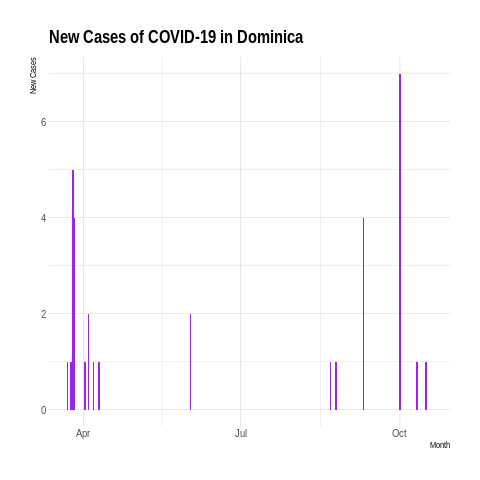 New Cases of COVID-19 in Dominica
New Cases
6
4
2
0
Apr
Jul
Oct
Month